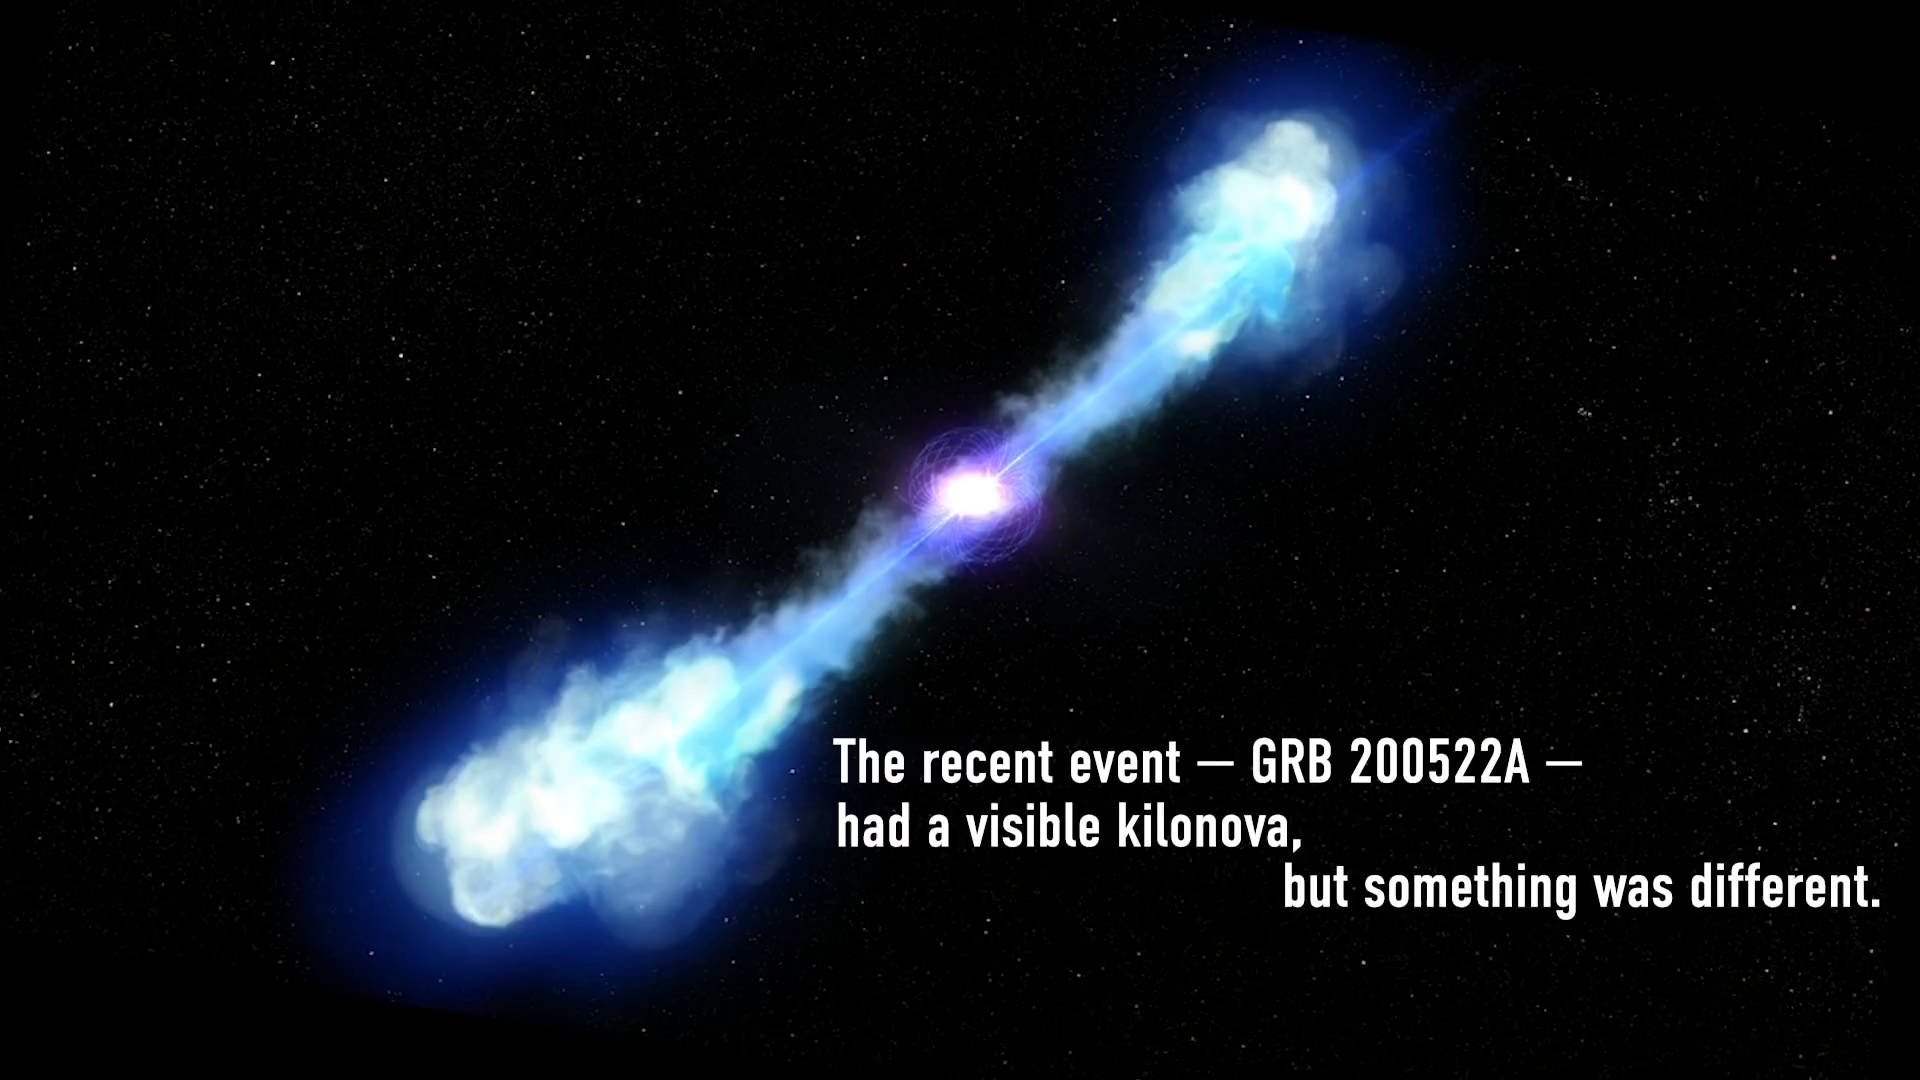 The recent event — GRB 200522A —
had a visible kilonova,
but something was different.